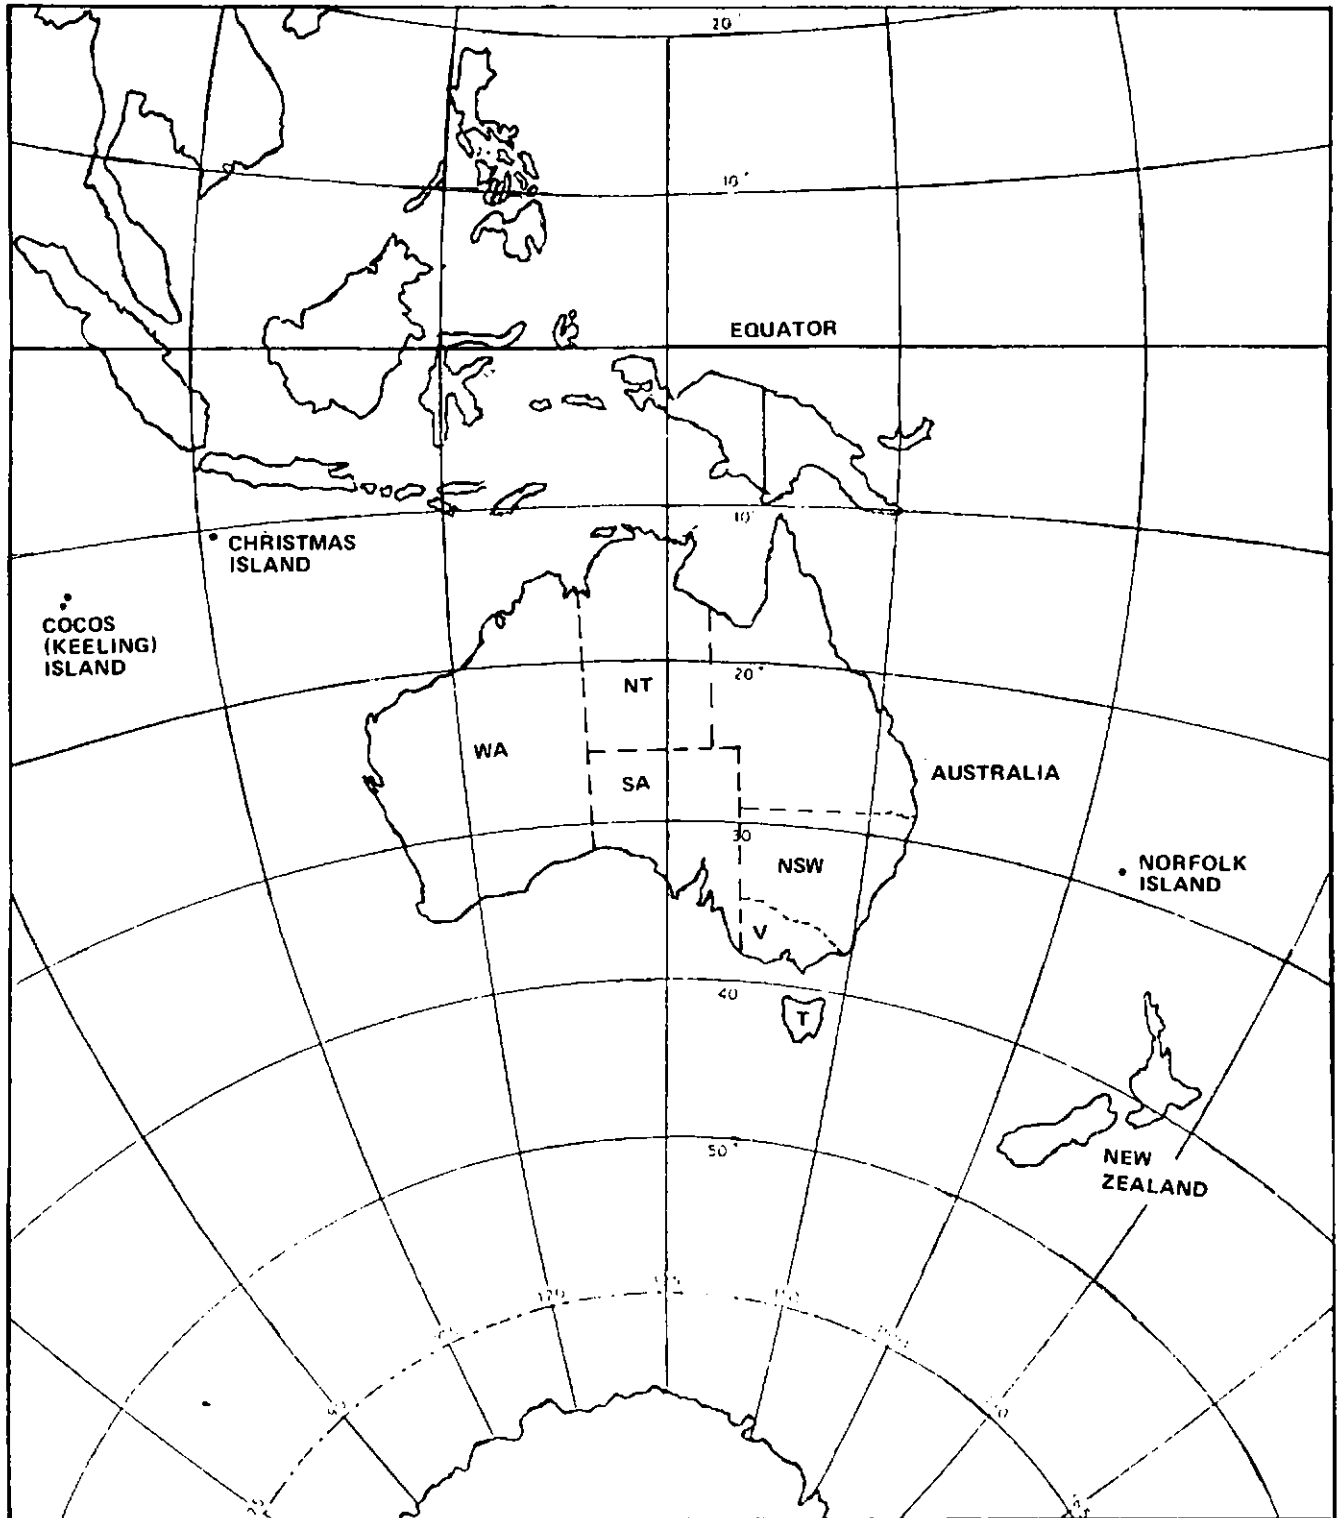 20°
10°
EQUATOR
10°
CHRISTMAS
ISLAND
COCOS
(KEELING)
ISLAND
20°
NT
WA
SA
AUSTRALIA
30
NSW
NORFOLK
ISLAND
V
40
T
50°
NEW
ZEALAND
120